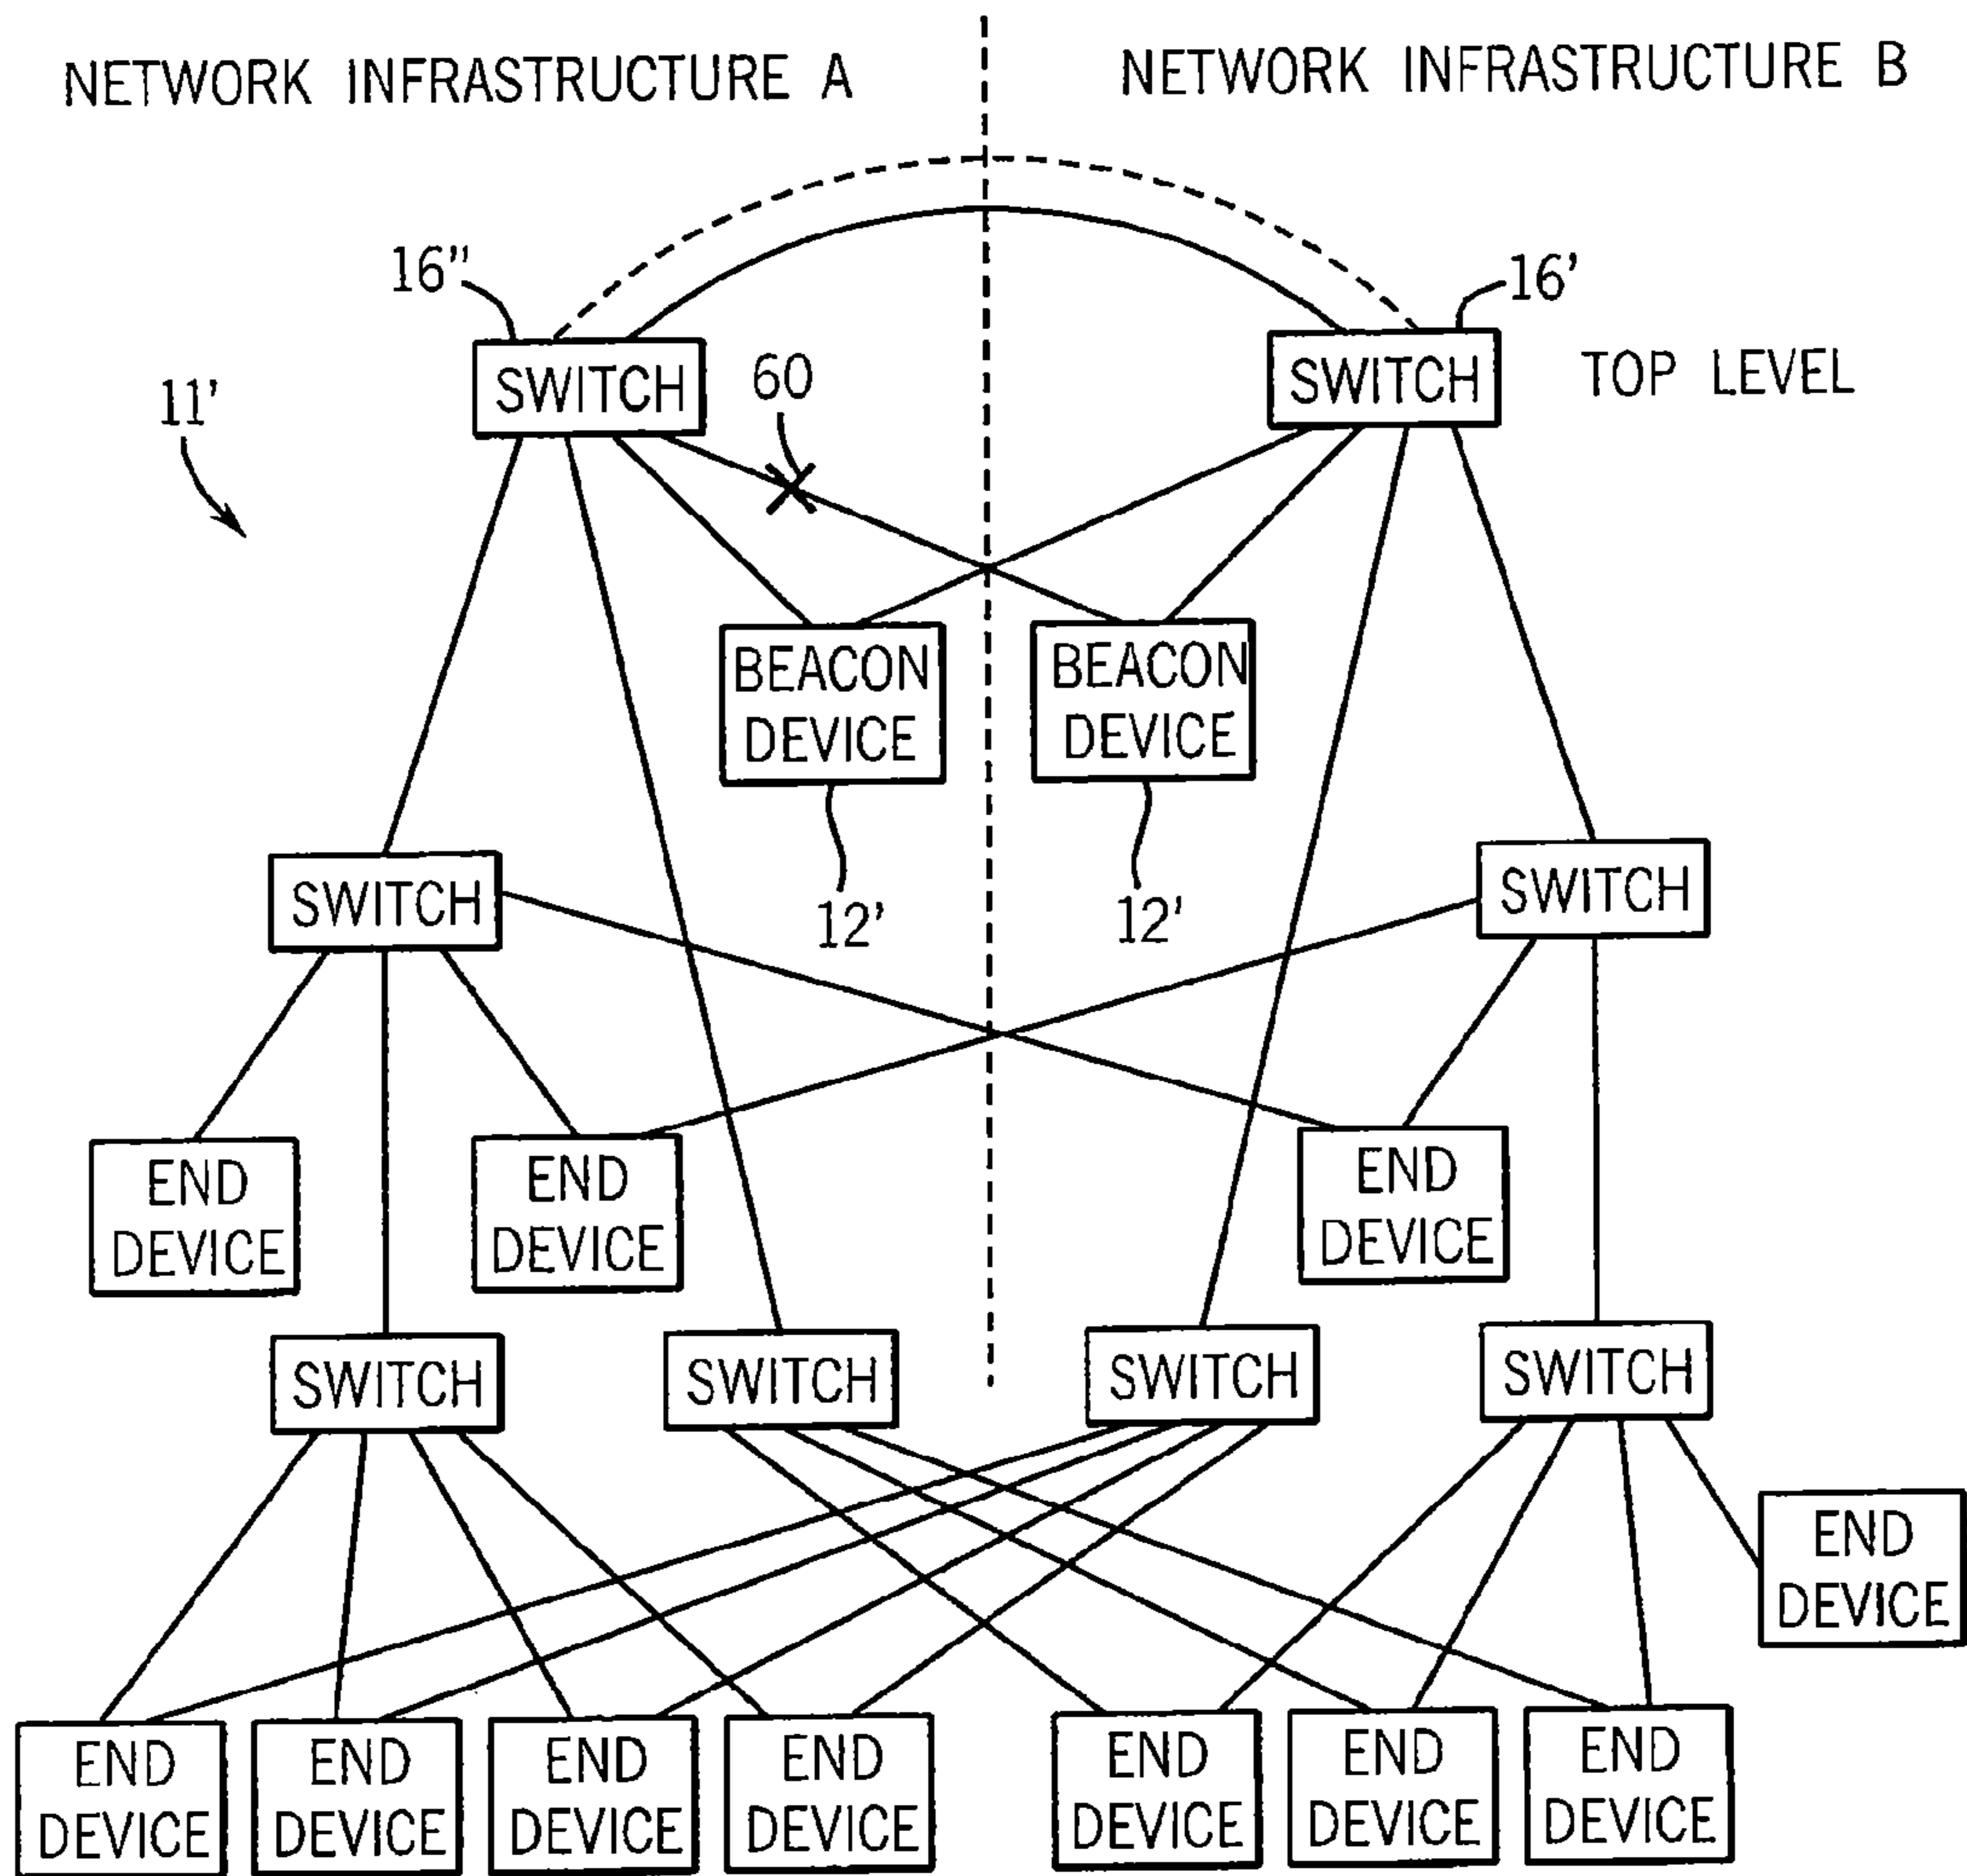 NETWORK INFRASTRUCTURE A
NETWORK INFRASTRUCTURE B
16"
16'
SWITCH
60
SWITCH
TOP LEVEL
11'
BEACON
DEVICE
BEACON
DEVICE
SWITCH
12'
12'
SWITCH
END
DEVICE
END
DEVICE
END
DEVICE
SWITCH
SWITCH
SWITCH
SWITCH
END
DEVICE
END
DEVICE
END
DEVICE
END
DEVICE
END
DEVICE
END
DEVICE
END
DEVICE
END
DEVICE